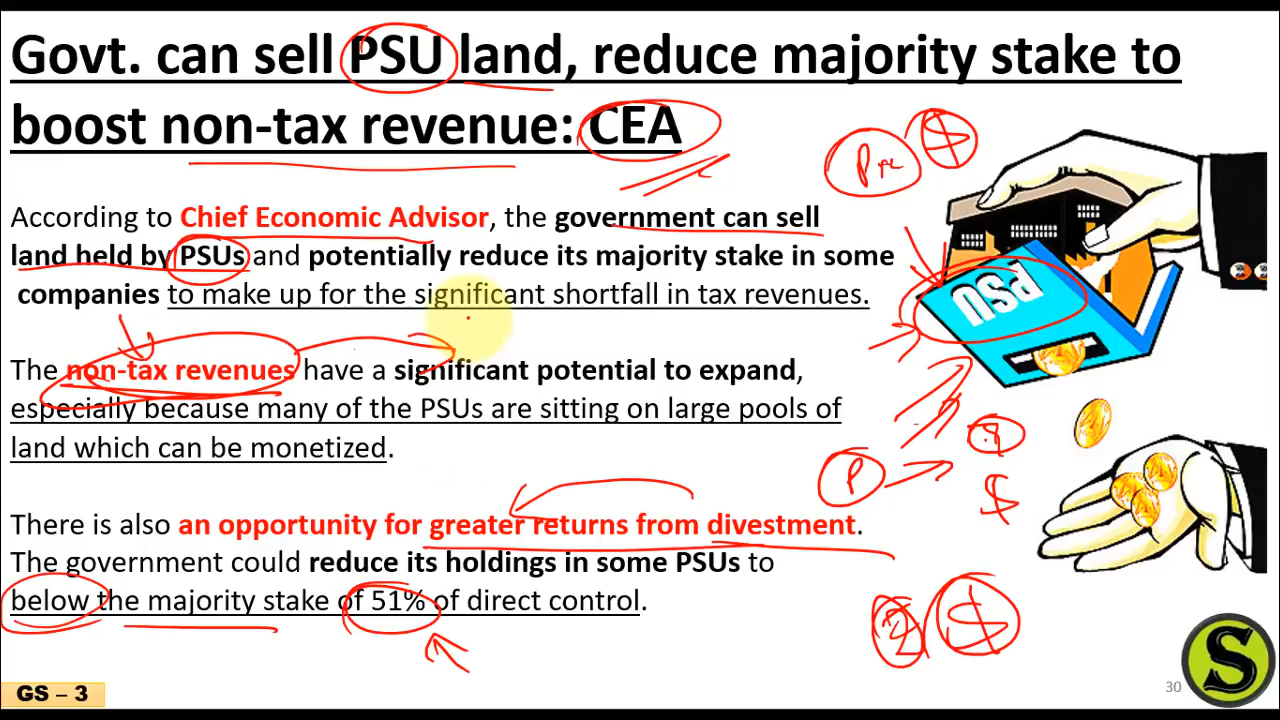 Govt. can sell PSU land, reduce majority stake to
boost non-tax revenue: CEA
According to Chief Economic Advisor, the government can sell
land held by PSUs and potentially reduce its majority stake in some
companies to make up for the significant shortfall in tax revenues.
The non-tax revenues have a significant potential to expand,
especially because many of the PSUs are sitting on large pools of
land which can be monetized.
There is also an opportunity for greater returns from divestment.
The government could reduce its holdings in some PSUs to
below the majority stake of 51% of direct control.
PSU
$
P
$
$
S
GS – 3
30